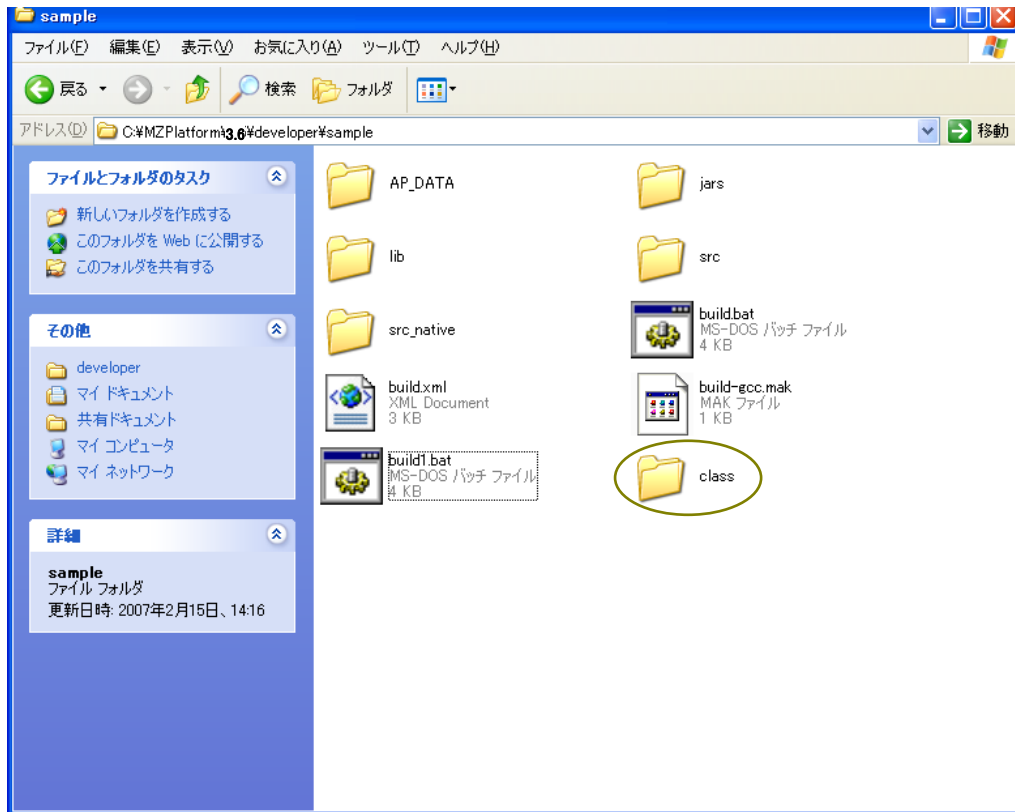 sample
ファイル(F) 編集(E) 表示(V) お気に入り(A) ツール(T) ヘルプ(H)
戻る 検索 フォルダ
アドレス(D) C:¥MZPlatform¥3.6¥developer¥sample 移動
ファイルとフォルダのタスク
新しいフォルダを作成する
このフォルダを Web に公開する
このフォルダを共有する
その他
developer
マイ ドキュメント
共有ドキュメント
マイ コンピュータ
マイ ネットワーク
詳細
sample
ファイル フォルダ
更新日時: 2007年2月15日、14:16
AP_DATA
jars
lib
src
src_native
build.bat
MS-DOS バッチ ファイル
4 KB
build.xml
XML Document
3 KB
build-gcc.mak
MAK ファイル
1 KB
build1.bat
MS-DOS バッチ ファイル
4 KB
class